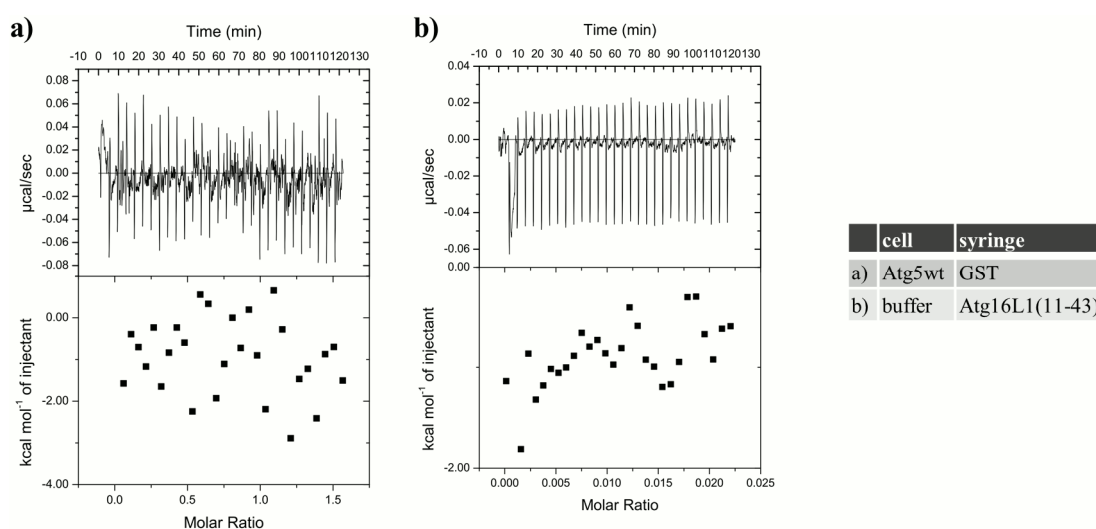 a)
Time (min)
-10 0 10 20 30 40 50 60 70 80 90 100 110 120 130
0.08
0.06
0.04
0.02
0.00
-0.02
-0.04
-0.06
-0.08
µcal/sec
0.00
-2.00
-4.00
kcal mol⁻¹ of injectant
0.0 0.5 1.0 1.5
Molar Ratio
b)
Time (min)
-10 0 10 20 30 40 50 60 70 80 90 100 110 120 130
0.04
0.02
0.00
-0.02
-0.04
-0.06
0.00
µcal/sec
-2.00
kcal mol⁻¹ of injectant
0.000 0.005 0.010 0.015 0.020 0.025
Molar Ratio
cell syringe
a) Atg5wt GST
b) buffer Atg16L1(11-43)